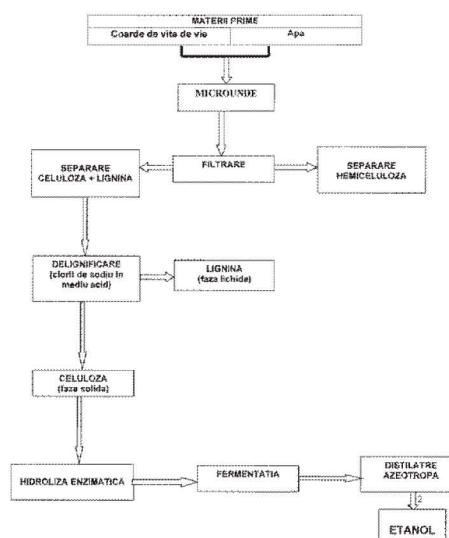 MATERII PRIME
Coarde de vita de vie
Apa
MICROUNDE
FILTRARE
SEPARARE
CELULOZA + LIGNINA
SEPARARE
HEMICELULOZA
DELIGNIFICARE
(clorit de sodiu in
mediu acid)
LIGNINA
(faza lichida)
CELULOZA
(faza solida)
HIDROLIZA ENZIMATICA
FERMENTATIA
DISTILATRE
AZEOTROPA
2
ETANOL